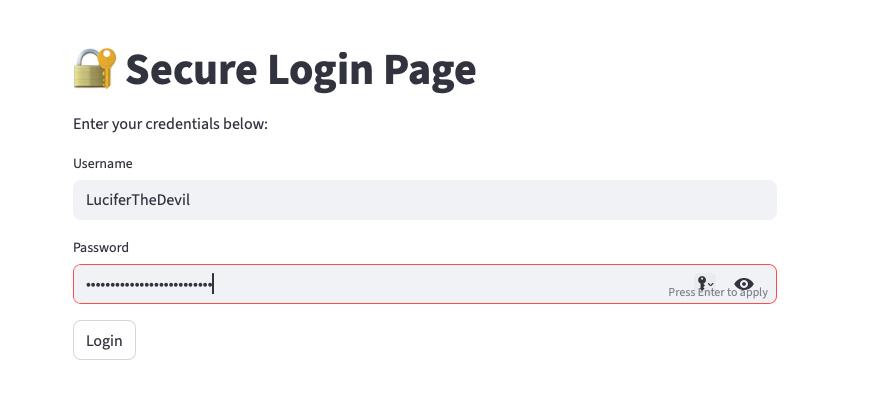 🔐 Secure Login Page
Enter your credentials below:
Username
LuciferTheDevil
Password
••••••••••••••••••••••••••
Press Enter to apply
Login